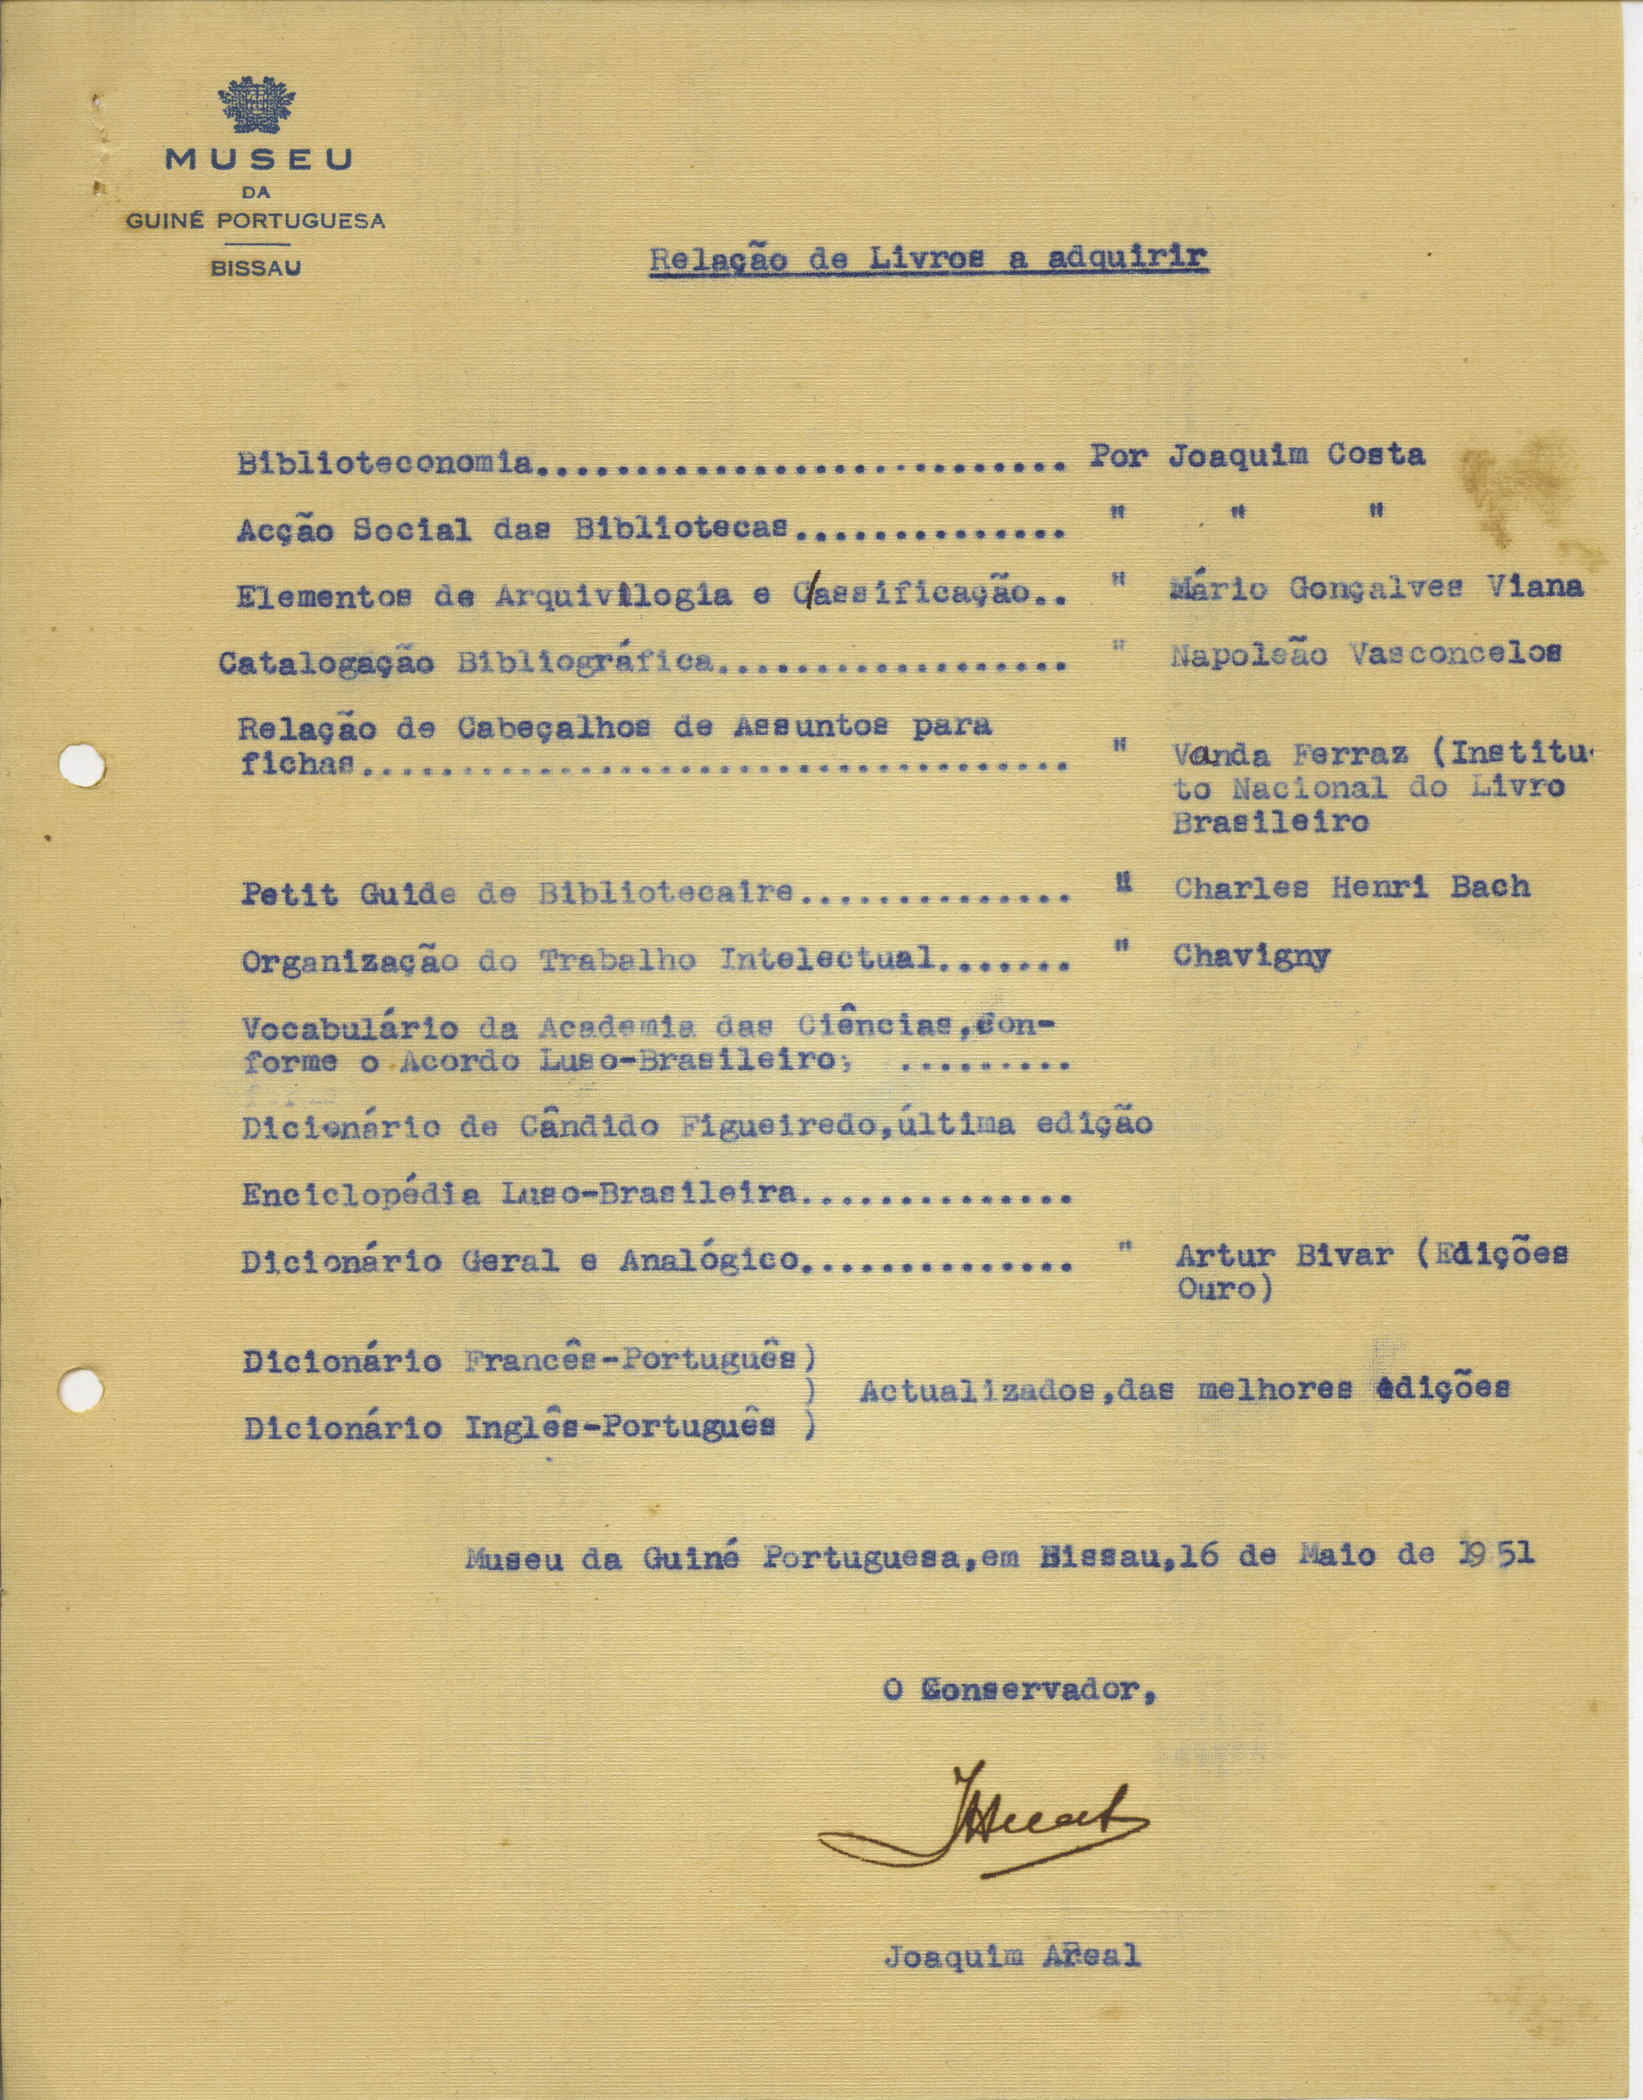 MUSEU
DA
GUINÉ PORTUGUESA
BISSAU
Relação de Livros a adquirir
Biblioteconomia........................... Por Joaquim Costa
Acção Social das Bibliotecas.............. " " "
Elementos de Arquivilogia e Classificação.. " Mário Gonçalves Viana
Catalogação Bibliográfica.................. " Napoleão Vasconcelos
Relação de Cabeçalhos de Assuntos para
fichas.................................... " Vanda Ferraz (Institu-
to Nacional do Livro
Brasileiro
Petit Guide de Bibliotecaire.............. " Charles Henri Bach
Organização do Trabalho Intelectual....... " Chavigny
Vocabulário da Academia das Ciências,con-
forme o Acordo Luso-Brasileiro; .........
Dicionário de Cândido Figueiredo,última edição
Enciclopédia Luso-Brasileira..............
Dicionário Geral e Analógico.............. " Artur Bivar (Edições
Ouro)
Dicionário Francês-Português)
) Actualizados,das melhores edições
Dicionário Inglês-Português )
Museu da Guiné Portuguesa,em Bissau,16 de Maio de 1951
O Conservador,
Joaquim Areal